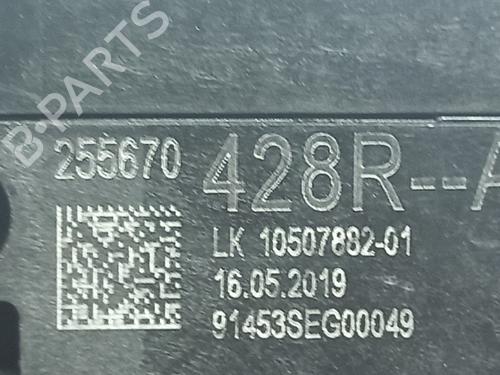 B-PARTS
255670 428R--A
LK 10507882-01
16.05.2019
91453SEG00049